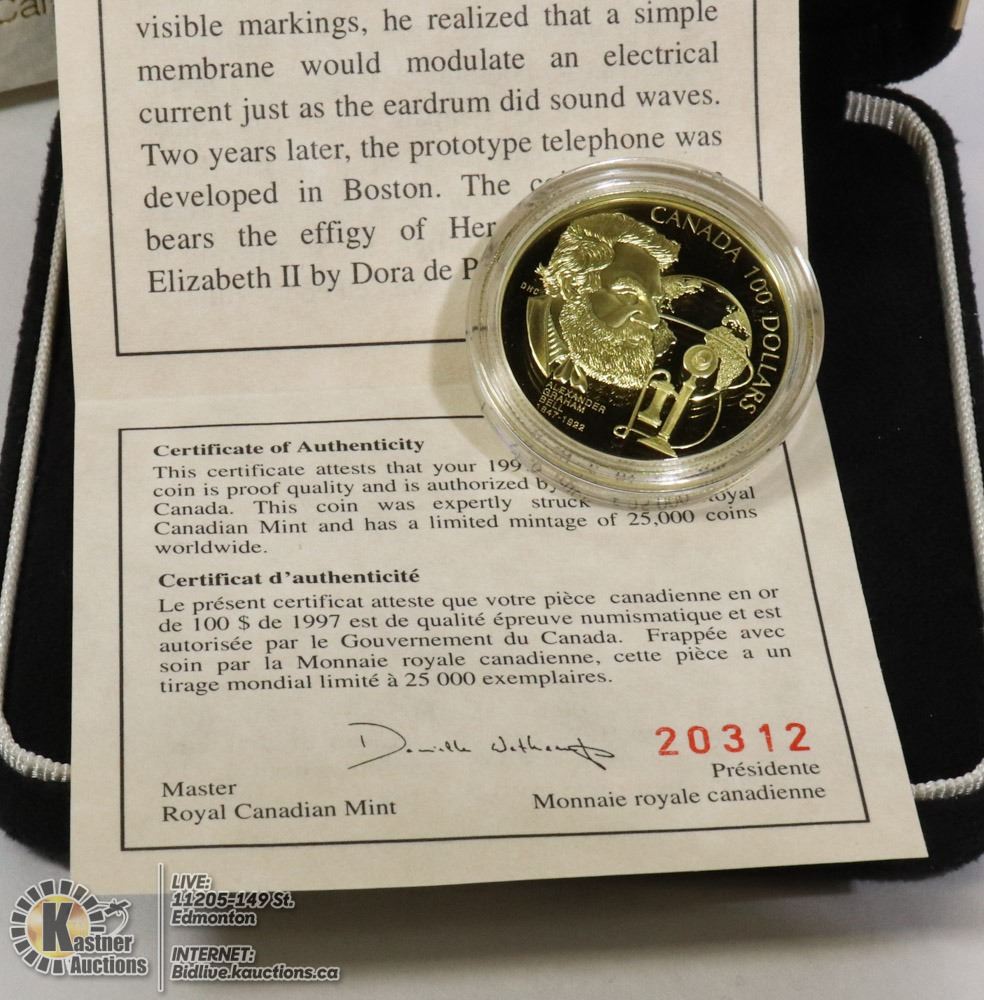 Ca
visible markings, he realized that a simple
membrane would modulate an electrical
current just as the eardrum did sound waves.
Two years later, the prototype telephone was
developed in Boston. The
bears the effigy of Her
Elizabeth II by Dora de P
CANADA 100 DOLLARS
DHC
ALEXANDER
GRAHAM
BELL
1847-1922
Certificate of Authenticity
This certificate attests that your 199
coin is proof quality and is authorized by
Canada. This coin was expertly struck
Canadian Mint and has a limited mintage of 25,000 coins
worldwide.
Certificat d'authenticité
Le présent certificat atteste que votre pièce canadienne en or
de 100 $ de 1997 est de qualité épreuve numismatique et est
autorisée par le Gouvernement du Canada. Frappée avec
soin par la Monnaie royale canadienne, cette pièce a un
tirage mondial limité à 25 000 exemplaires.
20312
Master
Royal Canadian Mint
Présidente
Monnaie royale canadienne
Kastner
Auctions
LIVE:
11205-149 St.
Edmonton
INTERNET:
Bidlive.kauctions.ca